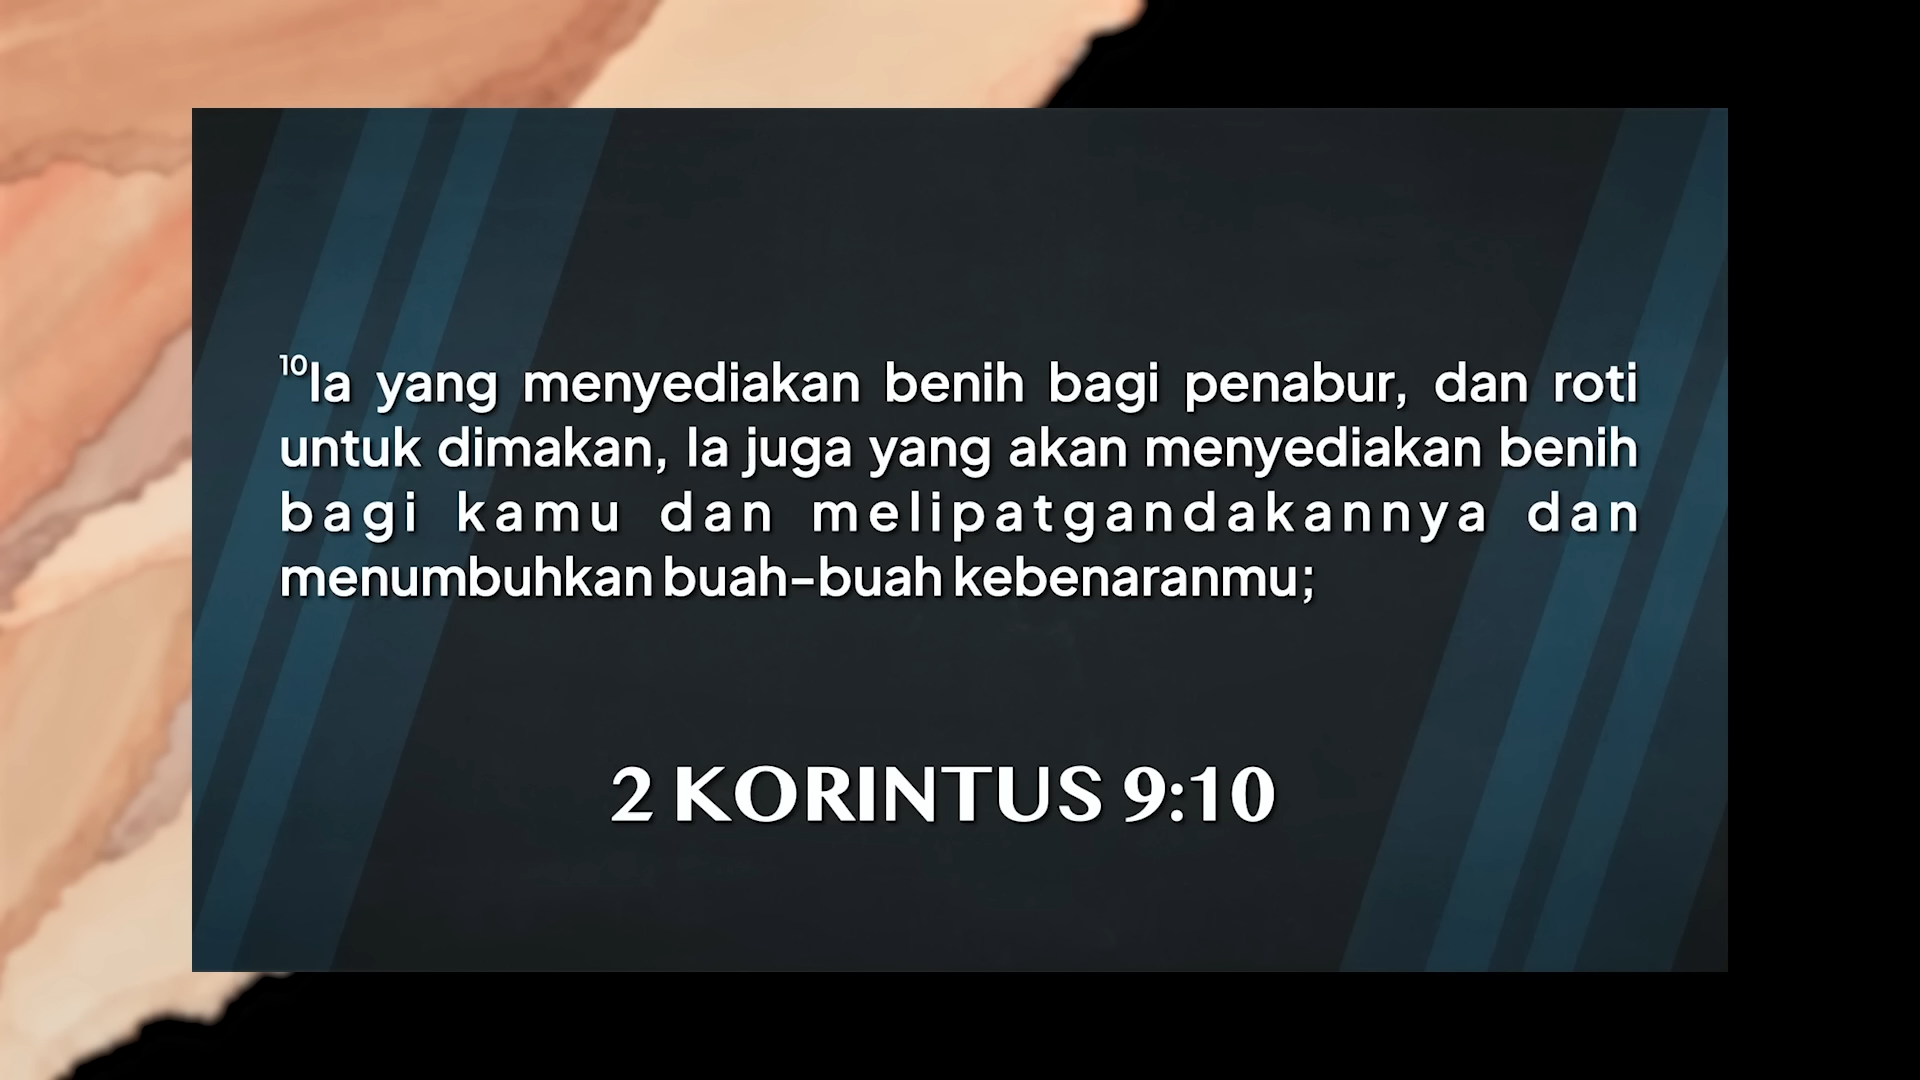 ¹⁰Ia yang menyediakan benih bagi penabur, dan roti
untuk dimakan, Ia juga yang akan menyediakan benih
bagi kamu dan melipatgandakannya dan
menumbuhkan buah-buah kebenaranmu;
2 KORINTUS 9:10